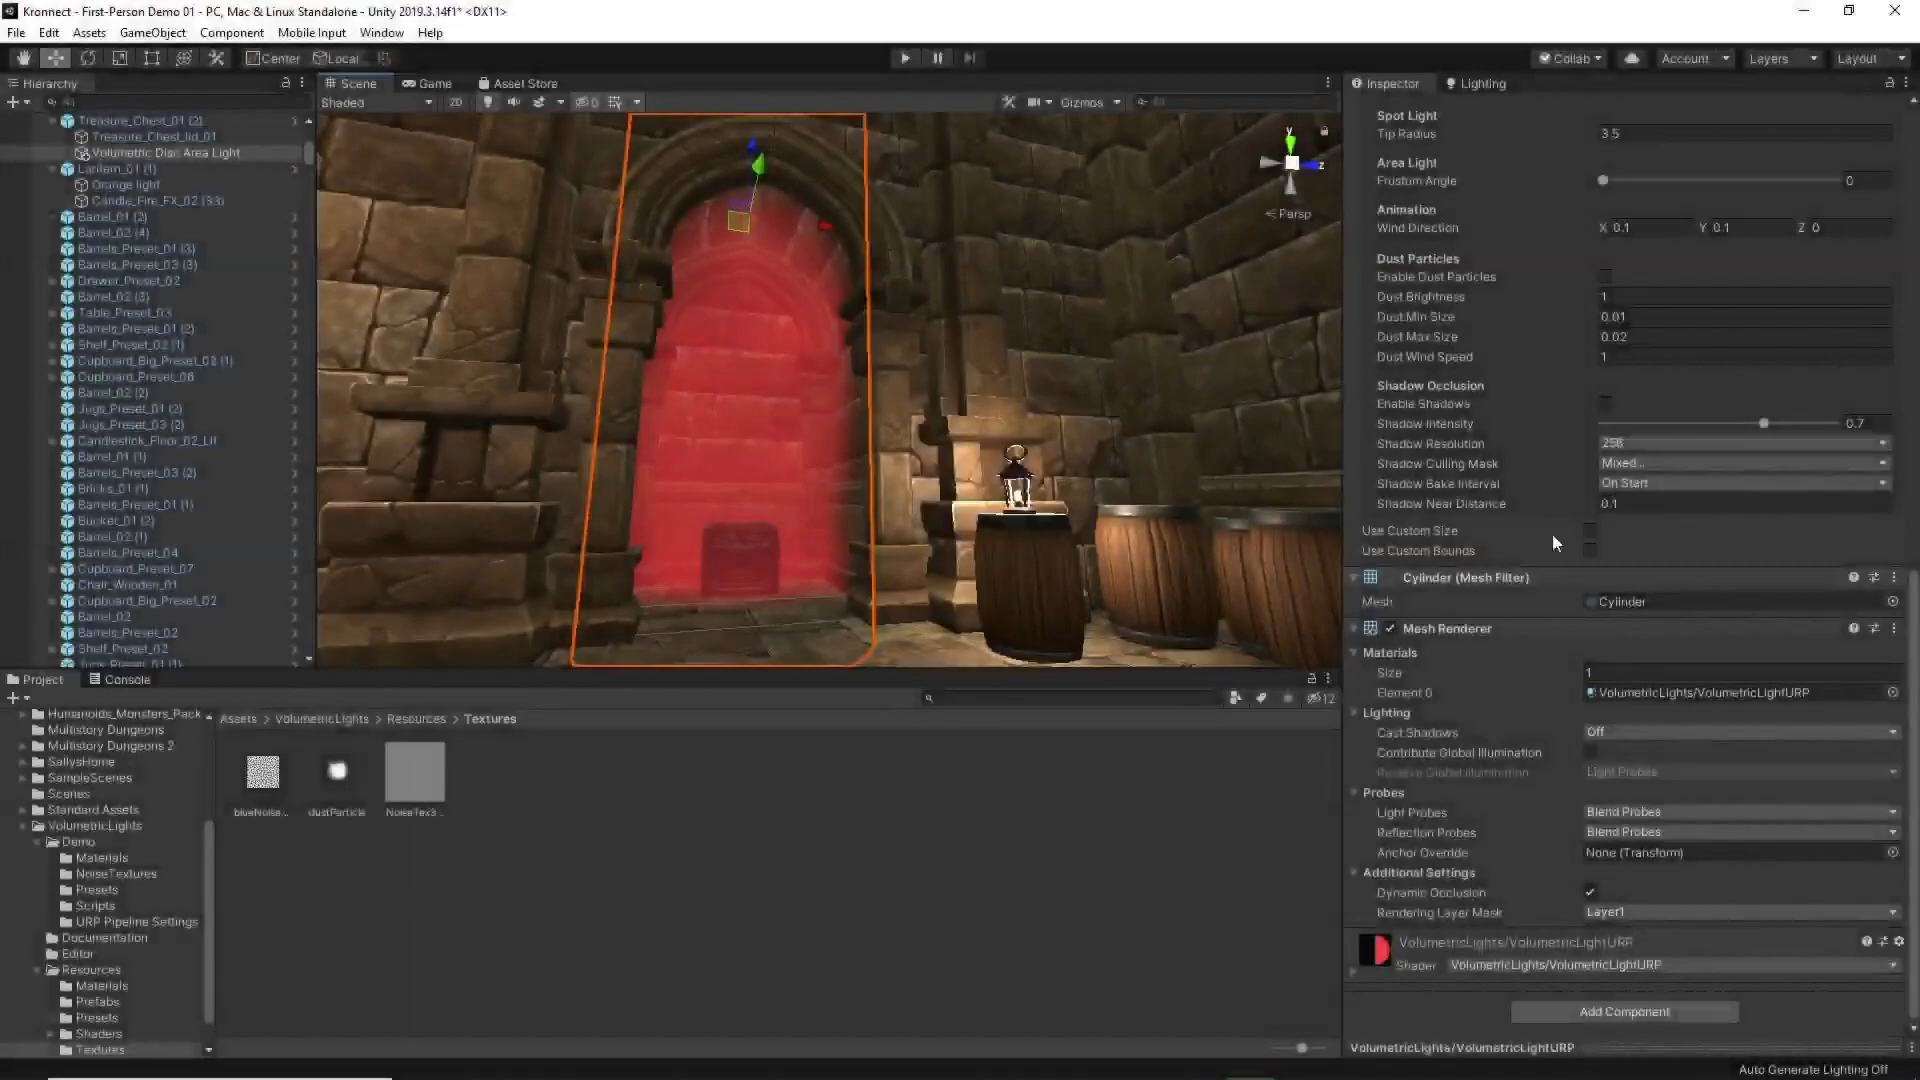 Kronnect - First-Person Demo 01 - PC, Mac & Linux Standalone - Unity 2019.3.14f1* <DX11>
File Edit Assets GameObject Component Mobile Input Window Help
Center Local
Collab Account Layers Layout
Hierarchy
Treasure_Chest_01 (2)
Treasure_Chest_lid_01
Volumetric Disc Area Light
Lantern_01 (1)
Orange light
Candle_Fire_FX_02 (33)
Barrel_01 (2)
Barrel_02 (4)
Barrels_Preset_01 (3)
Barrels_Preset_03 (3)
Drawer_Preset_02
Barrel_02 (3)
Table_Preset_03
Barrels_Preset_01 (2)
Shelf_Preset_02 (1)
Cupboard_Big_Preset_02 (1)
Cupboard_Preset_06
Barrel_02 (2)
Jugs_Preset_01 (2)
Jugs_Preset_03 (2)
Candlestick_Floor_02_Lit
Barrel_01 (1)
Barrels_Preset_03 (2)
Bricks_01 (1)
Barrels_Preset_01 (1)
Bucket_01 (2)
Barrel_02 (1)
Barrels_Preset_04
Cupboard_Preset_07
Chair_Wooden_01
Cupboard_Big_Preset_02
Barrel_02
Barrels_Preset_02
Shelf_Preset_02
Jugs_Preset_01 (1)
Scene Game Asset Store
Shaded 2D 0 Gizmos All
y
z
Persp
Inspector Lighting
Spot Light
Tip Radius 3.5
Area Light
Frustum Angle 0
Animation
Wind Direction X 0.1 Y 0.1 Z 0
Dust Particles
Enable Dust Particles
Dust Brightness 1
Dust Min Size 0.01
Dust Max Size 0.02
Dust Wind Speed 1
Shadow Occlusion
Enable Shadows
Shadow Intensity 0.7
Shadow Resolution 256
Shadow Culling Mask Mixed...
Shadow Bake Interval On Start
Shadow Near Distance 0.1
Use Custom Size
Use Custom Bounds
Cylinder (Mesh Filter)
Mesh Cylinder
Mesh Renderer
Materials
Size 1
Element 0 VolumetricLights/VolumetricLightURP
Lighting
Cast Shadows Off
Contribute Global Illumination
Receive Global Illumination Light Probes
Probes
Light Probes Blend Probes
Reflection Probes Blend Probes
Anchor Override None (Transform)
Additional Settings
Dynamic Occlusion
Rendering Layer Mask Layer1
VolumetricLights/VolumetricLightURP
Shader VolumetricLights/VolumetricLightURP
Add Component
VolumetricLights/VolumetricLightURP
Auto Generate Lighting Off
Project Console
12
Humanoids_Monsters_Pack
Multistory Dungeons
Multistory Dungeons 2
SallysHome
SampleScenes
Scenes
Standard Assets
VolumetricLights
Demo
Materials
NoiseTextures
Presets
Scripts
URP Pipeline Settings
Documentation
Editor
Resources
Materials
Prefabs
Presets
Shaders
Textures
Assets > VolumetricLights > Resources > Textures
blueNoise... dustParticle NoiseTex3...